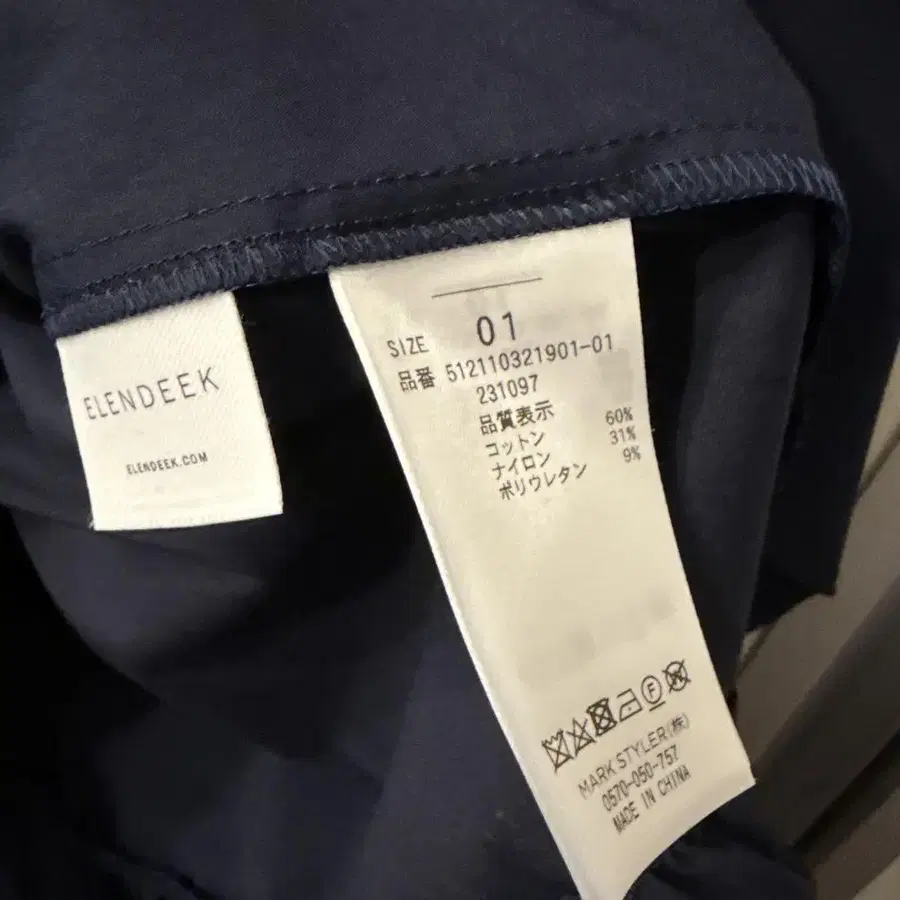 ELENDEEK
ELENDEEK.COM
SIZE 01
品番 512110321901-01
231097
品質表示
コットン 60%
ナイロン 31%
ポリウレタン 9%
MARK STYLER(株)
0570-050-757
MADE IN CHINA